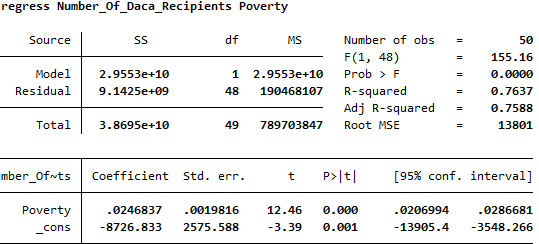 regress Number_Of_Daca_Recipients Poverty
Source SS df MS Number of obs = 50
F(1, 48) = 155.16
Model 2.9553e+10 1 2.9553e+10 Prob > F = 0.0000
Residual 9.1425e+09 48 190468107 R-squared = 0.7637
Adj R-squared = 0.7588
Total 3.8695e+10 49 789703847 Root MSE = 13801
mber_Of~ts Coefficient Std. err. t P>|t| [95% conf. interval]
Poverty .0246837 .0019816 12.46 0.000 .0206994 .0286681
_cons -8726.833 2575.588 -3.39 0.001 -13905.4 -3548.266